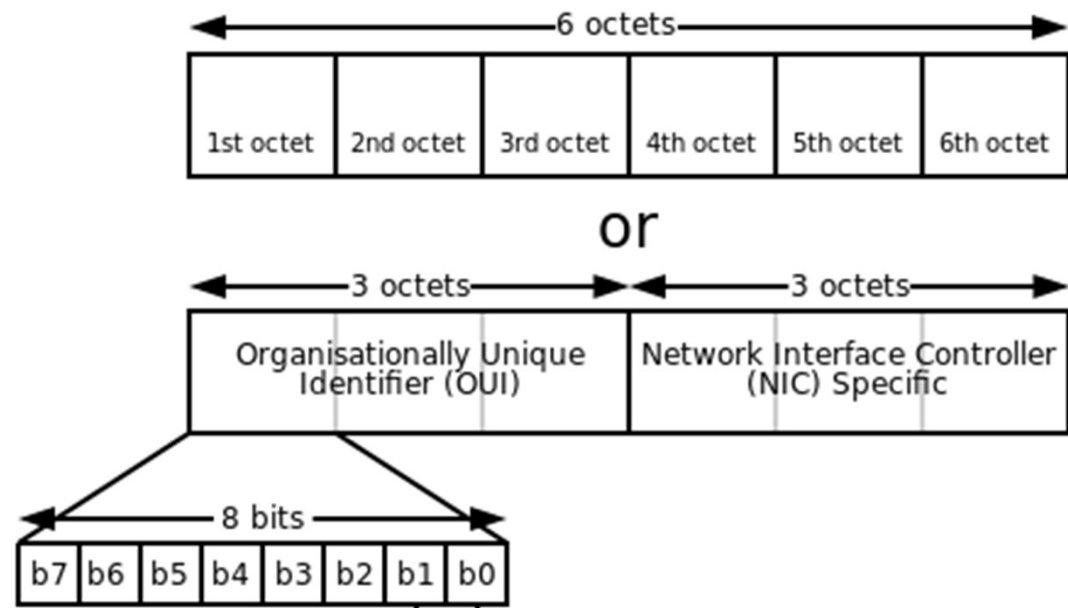 6 octets
1st octet 2nd octet 3rd octet 4th octet 5th octet 6th octet
or
3 octets 3 octets
Organisationally Unique
Identifier (OUI)
Network Interface Controller
(NIC) Specific
8 bits
b7 b6 b5 b4 b3 b2 b1 b0